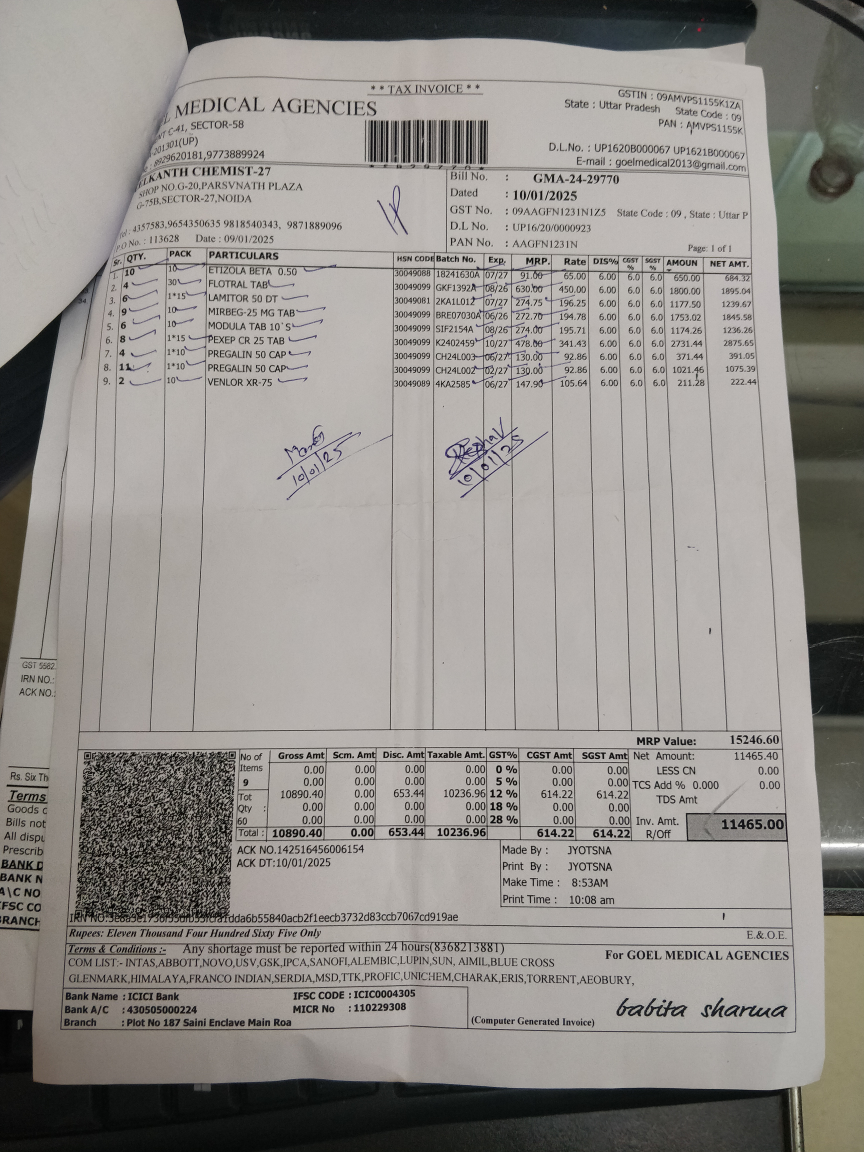 * * TAX INVOICE * *
MEDICAL AGENCIES
C-41, SECTOR-58
201301(UP)
9929620181,9773889924
GSTIN : 09AMVPS1155K1ZA
State : Uttar Pradesh State Code : 09
PAN : AMVPS1155K
D.L.No. : UP1620B000067 UP1621B000067
E-mail : goelmedical2013@gmail.com
CHEMIST-27
SHOP NO.G-20,PARSVNATH PLAZA
G-75B,SECTOR-27,NOIDA
4357583,9654350635 9818540343, 9871889096
P.O No. : 113628 Date : 09/01/2025
Bill No. : GMA-24-29770
Dated : 10/01/2025
GST No. : 09AAGFN1231N1Z5 State Code : 09 , State : Uttar P
D.L No. : UP16/20/0000923
PAN No. : AAGFN1231N
Page: 1 of 1
Sr. QTY. PACK PARTICULARS HSN CODE Batch No. Exp. MRP. Rate DIS% CGST % SGST % AMOUN NET AMT.
1. 10 10 ETIZOLA BETA 0.50 30049088 18241630A 07/27 91.00 65.00 6.00 6.0 6.0 650.00 684.32
2. 4 30 FLOTRAL TAB 30049099 GKF1392A 08/26 630.00 450.00 6.00 6.0 6.0 1800.00 1895.04
3. 6 1*15 LAMITOR 50 DT 30049081 2KA1L012 07/27 274.75 196.25 6.00 6.0 6.0 1177.50 1239.67
4. 9 10 MIRBEG-25 MG TAB 30049099 BRE07030A 06/26 272.70 194.78 6.00 6.0 6.0 1753.02 1845.58
5. 6 10 MODULA TAB 10`S 30049099 SIF2154A 08/26 274.00 195.71 6.00 6.0 6.0 1174.26 1236.26
6. 8 1*15 PEXEP CR 25 TAB 30049099 K2402459 10/27 478.00 341.43 6.00 6.0 6.0 2731.44 2875.65
7. 4 1*10 PREGALIN 50 CAP 30049099 CH24L003 06/27 130.00 92.86 6.00 6.0 6.0 371.44 391.05
8. 11 1*10 PREGALIN 50 CAP 30049099 CH24L002 02/27 130.00 92.86 6.00 6.0 6.0 1021.46 1075.39
9. 2 10 VENLOR XR-75 30049089 4KA2585 06/27 147.90 105.64 6.00 6.0 6.0 211.28 222.44
10/01/25
10/01/25
MRP Value: 15246.60
No of Items Gross Amt Scm. Amt Disc. Amt Taxable Amt. GST% CGST Amt SGST Amt
0.00 0.00 0.00 0.00 0 % 0.00 0.00
9 0.00 0.00 0.00 0.00 5 % 0.00 0.00
Tot 10890.40 0.00 653.44 10236.96 12 % 614.22 614.22
Qty : 0.00 0.00 0.00 0.00 18 % 0.00 0.00
60 0.00 0.00 0.00 0.00 28 % 0.00 0.00
Total : 10890.40 0.00 653.44 10236.96 614.22 614.22
Net Amount: 11465.40
LESS CN 0.00
TCS Add % 0.000 0.00
TDS Amt
Inv. Amt. 11465.00
R/Off
ACK NO.142516456006154
ACK DT:10/01/2025
Made By : JYOTSNA
Print By : JYOTSNA
Make Time : 8:53AM
Print Time : 10:08 am
Rupees: Eleven Thousand Four Hundred Sixty Five Only
E.&.O.E.
Terms & Conditions :- Any shortage must be reported within 24 hours(8368213881)
COM LIST:- INTAS,ABBOTT,NOVO,USV,GSK,IPCA,SANOFI,ALEMBIC,LUPIN,SUN, AIMIL,BLUE CROSS
GLENMARK,HIMALAYA,FRANCO INDIAN,SERDIA,MSD,TTK,PROFIC,UNICHEM,CHARAK,ERIS,TORRENT,AEOBURY,
For GOEL MEDICAL AGENCIES
Bank Name : ICICI Bank IFSC CODE : ICIC0004305
Bank A/C : 430505000224 MICR No : 110229308
Branch : Plot No 187 Saini Enclave Main Roa
(Computer Generated Invoice)
babita sharma
GST 5582
IRN NO.:
ACK NO.:
Rs. Six Th
Terms
Goods
Bills not
All dispu
Prescrib
BANK D
BANK N
A\C NO
IFSC CO
BRANCH